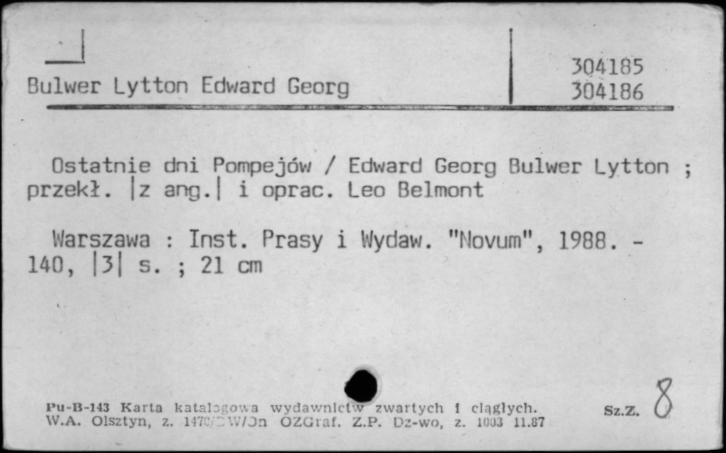 304185
Bulwer Lytton Edward Georg
304186
Ostatnie dni Pompejów / Edward Georg Bulwer Lytton ;
przekł. |z ang.| i oprac. Leo Belmont
Warszawa : Inst. Prasy i Wydaw. "Novum", 1988. -
140, |3| s. ; 21 cm
Pu-B-143 Karta katalogowa wydawnictw zwartych i ciągłych. Sz.Z. 8
W.A. Olsztyn, z. OZGraf. Z.P. Dz-wo, z. 1003 11.87